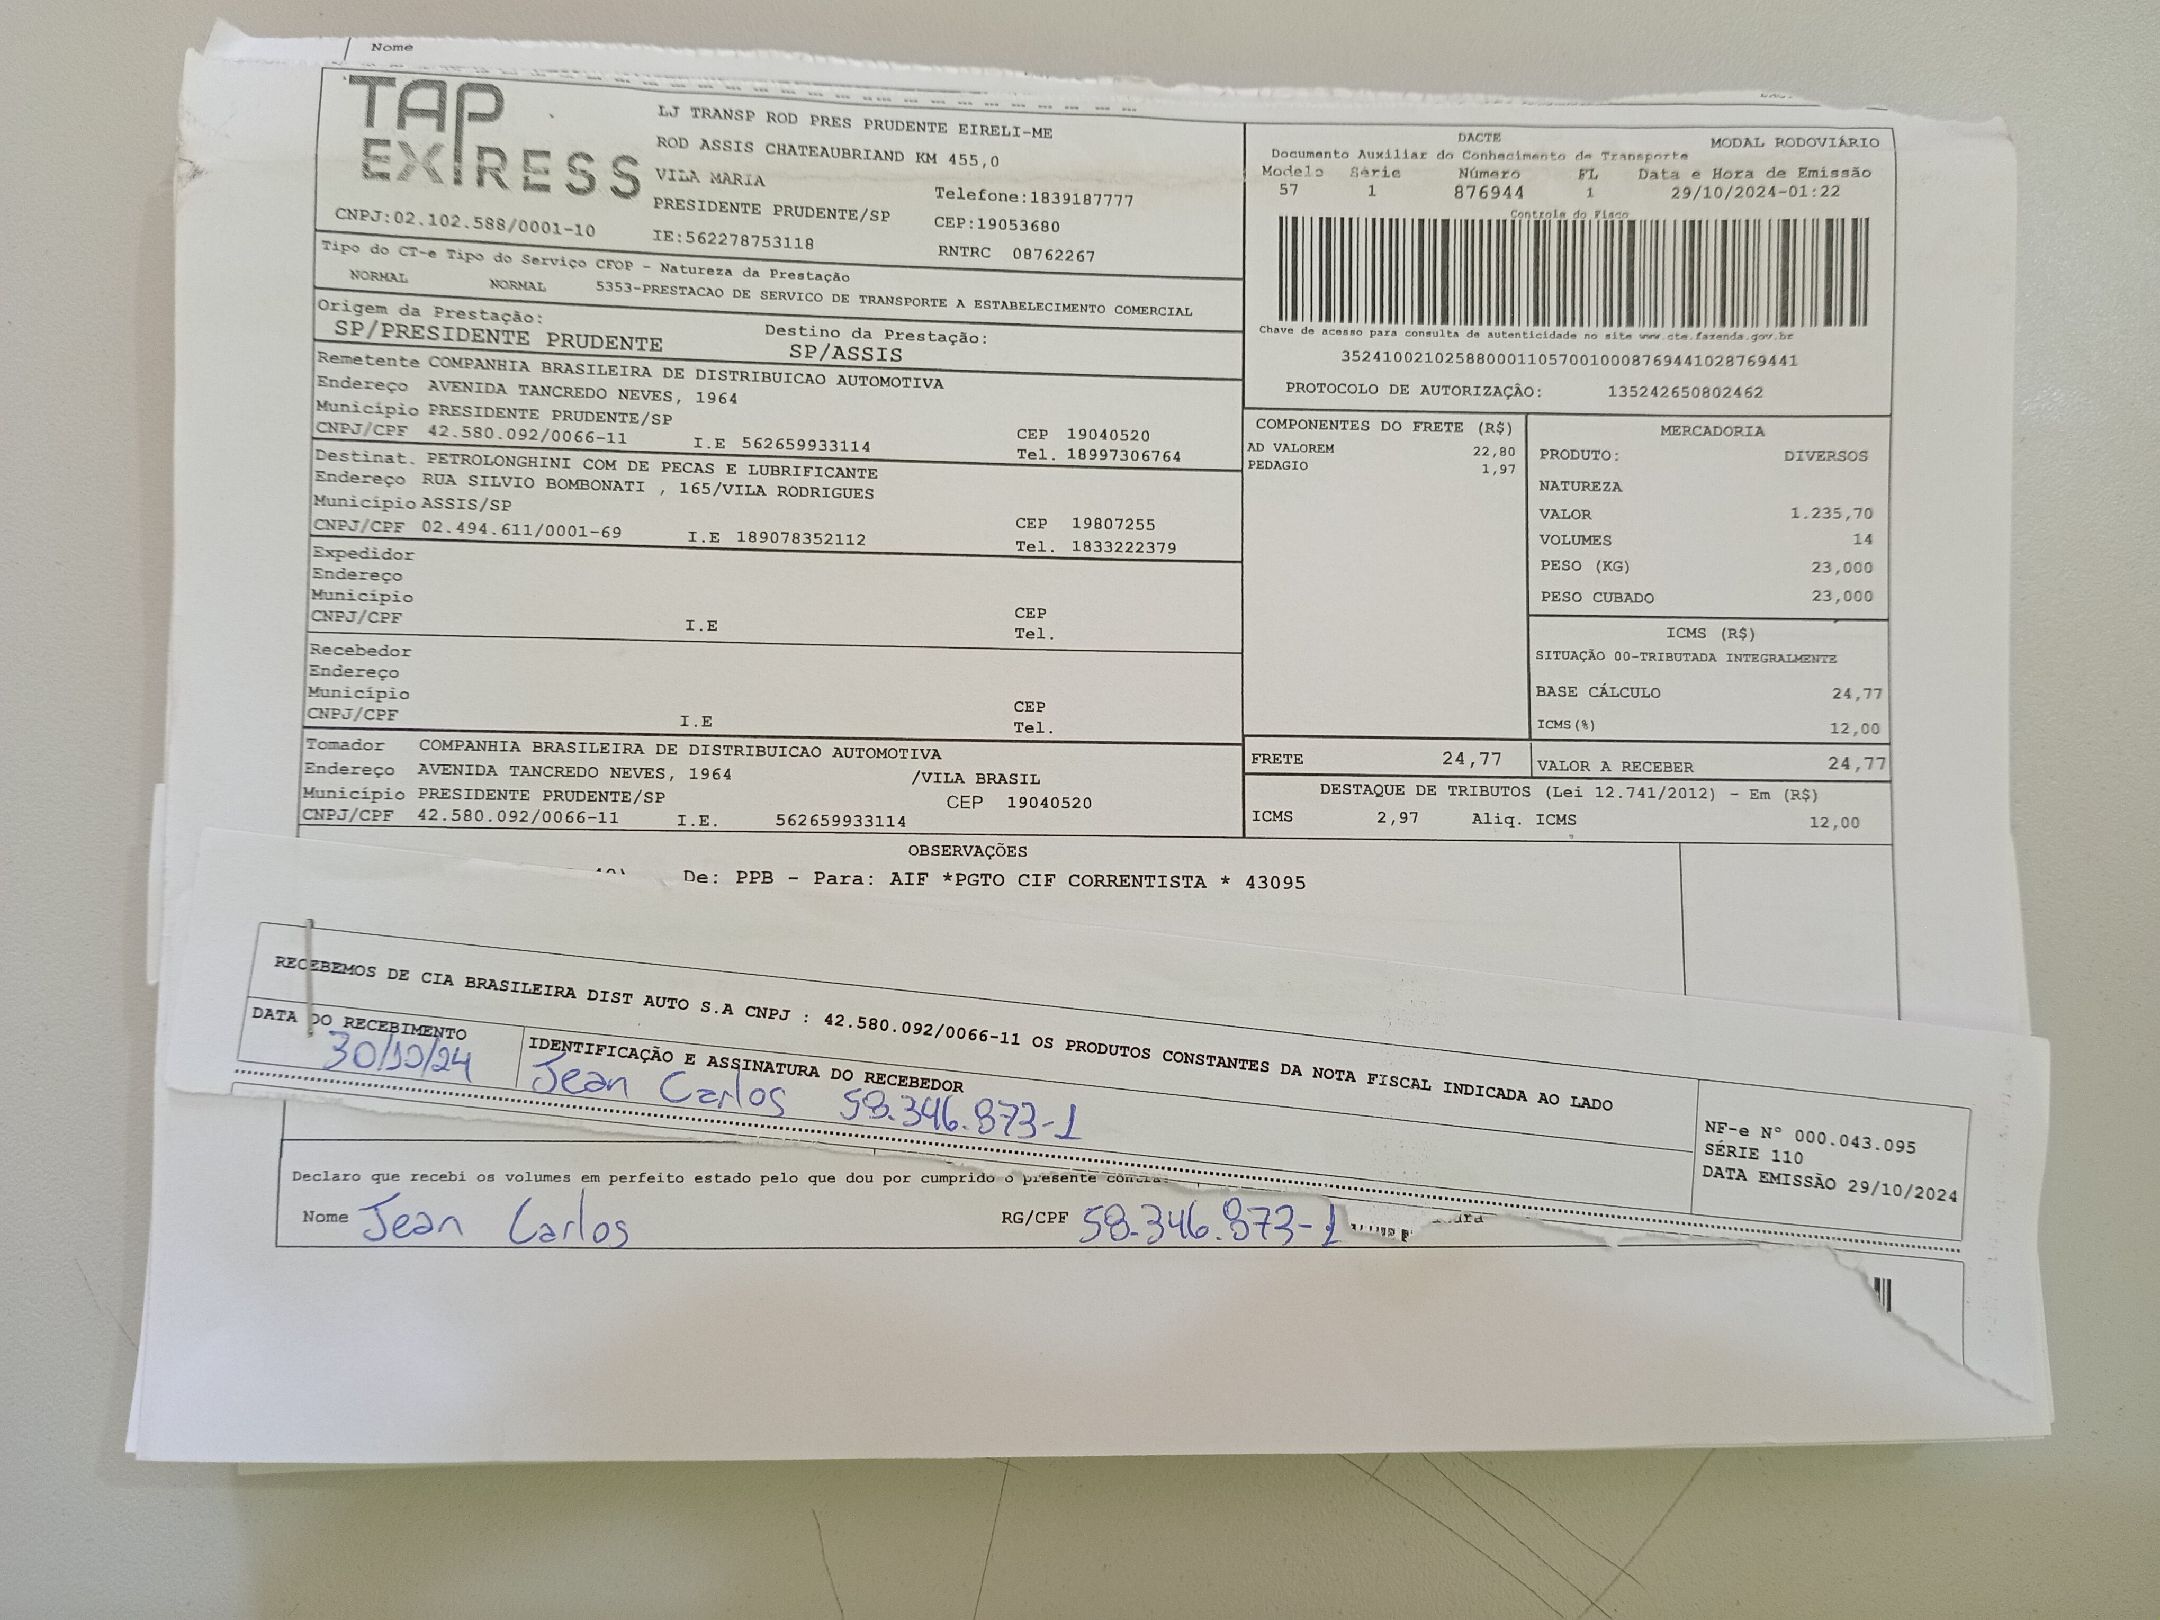 Nome
TAP EXPRESS
LJ TRANSP ROD PRES PRUDENTE EIRELI-ME
ROD ASSIS CHATEAUBRIAND KM 455,0
VILA MARIA
Telefone:1839187777
PRESIDENTE PRUDENTE/SP
CEP:19053680
CNPJ:02.102.588/0001-10
IE:562278753118
RNTRC 08762267
Tipo do CT-e Tipo do Serviço CFOP - Natureza da Prestação
NORMAL NORMAL 5353-PRESTACAO DE SERVICO DE TRANSPORTE A ESTABELECIMENTO COMERCIAL
Origem da Prestação: Destino da Prestação:
SP/PRESIDENTE PRUDENTE SP/ASSIS
Remetente COMPANHIA BRASILEIRA DE DISTRIBUICAO AUTOMOTIVA
Endereço AVENIDA TANCREDO NEVES, 1964
Município PRESIDENTE PRUDENTE/SP CEP 19040520
CNPJ/CPF 42.580.092/0066-11 I.E 562659933114 Tel. 18997306764
Destinat. PETROLONGHINI COM DE PECAS E LUBRIFICANTE
Endereço RUA SILVIO BOMBONATI , 165/VILA RODRIGUES
Município ASSIS/SP CEP 19807255
CNPJ/CPF 02.494.611/0001-69 I.E 189078352112 Tel. 1833222379
Expedidor
Endereço
Município CEP
CNPJ/CPF I.E Tel.
Recebedor
Endereço
Município CEP
CNPJ/CPF I.E Tel.
Tomador COMPANHIA BRASILEIRA DE DISTRIBUICAO AUTOMOTIVA
Endereço AVENIDA TANCREDO NEVES, 1964 /VILA BRASIL
Município PRESIDENTE PRUDENTE/SP CEP 19040520
CNPJ/CPF 42.580.092/0066-11 I.E. 562659933114
DACTE MODAL RODOVIÁRIO
Documento Auxiliar do Conhecimento de Transporte
Modelo Série Número FL Data e Hora de Emissão
57 1 876944 1 29/10/2024-01:22
Controle do Fisco
Chave de acesso para consulta de autenticidade no site www.cte.fazenda.gov.br
35241002102588000110570010008769441028769441
PROTOCOLO DE AUTORIZAÇÃO: 135242650802462
COMPONENTES DO FRETE (R$)
AD VALOREM 22,80
PEDAGIO 1,97
MERCADORIA
PRODUTO: DIVERSOS
NATUREZA
VALOR 1.235,70
VOLUMES 14
PESO (KG) 23,000
PESO CUBADO 23,000
ICMS (R$)
SITUAÇÃO 00-TRIBUTADA INTEGRALMENTE
BASE CÁLCULO 24,77
ICMS(%) 12,00
FRETE 24,77 VALOR A RECEBER 24,77
DESTAQUE DE TRIBUTOS (Lei 12.741/2012) - Em (R$)
ICMS 2,97 Aliq. ICMS 12,00
OBSERVAÇÕES
De: PPB - Para: AIF *PGTO CIF CORRENTISTA * 43095
RECEBEMOS DE CIA BRASILEIRA DIST AUTO S.A CNPJ : 42.580.092/0066-11 OS PRODUTOS CONSTANTES DA NOTA FISCAL INDICADA AO LADO
DATA DO RECEBIMENTO IDENTIFICAÇÃO E ASSINATURA DO RECEBEDOR
30/10/24 Jean Carlos 58.346.873-1
NF-e N° 000.043.095
SÉRIE 110
DATA EMISSÃO 29/10/2024
Declaro que recebi os volumes em perfeito estado pelo que dou por cumprido o presente
Nome Jean Carlos RG/CPF 58.346.873-1